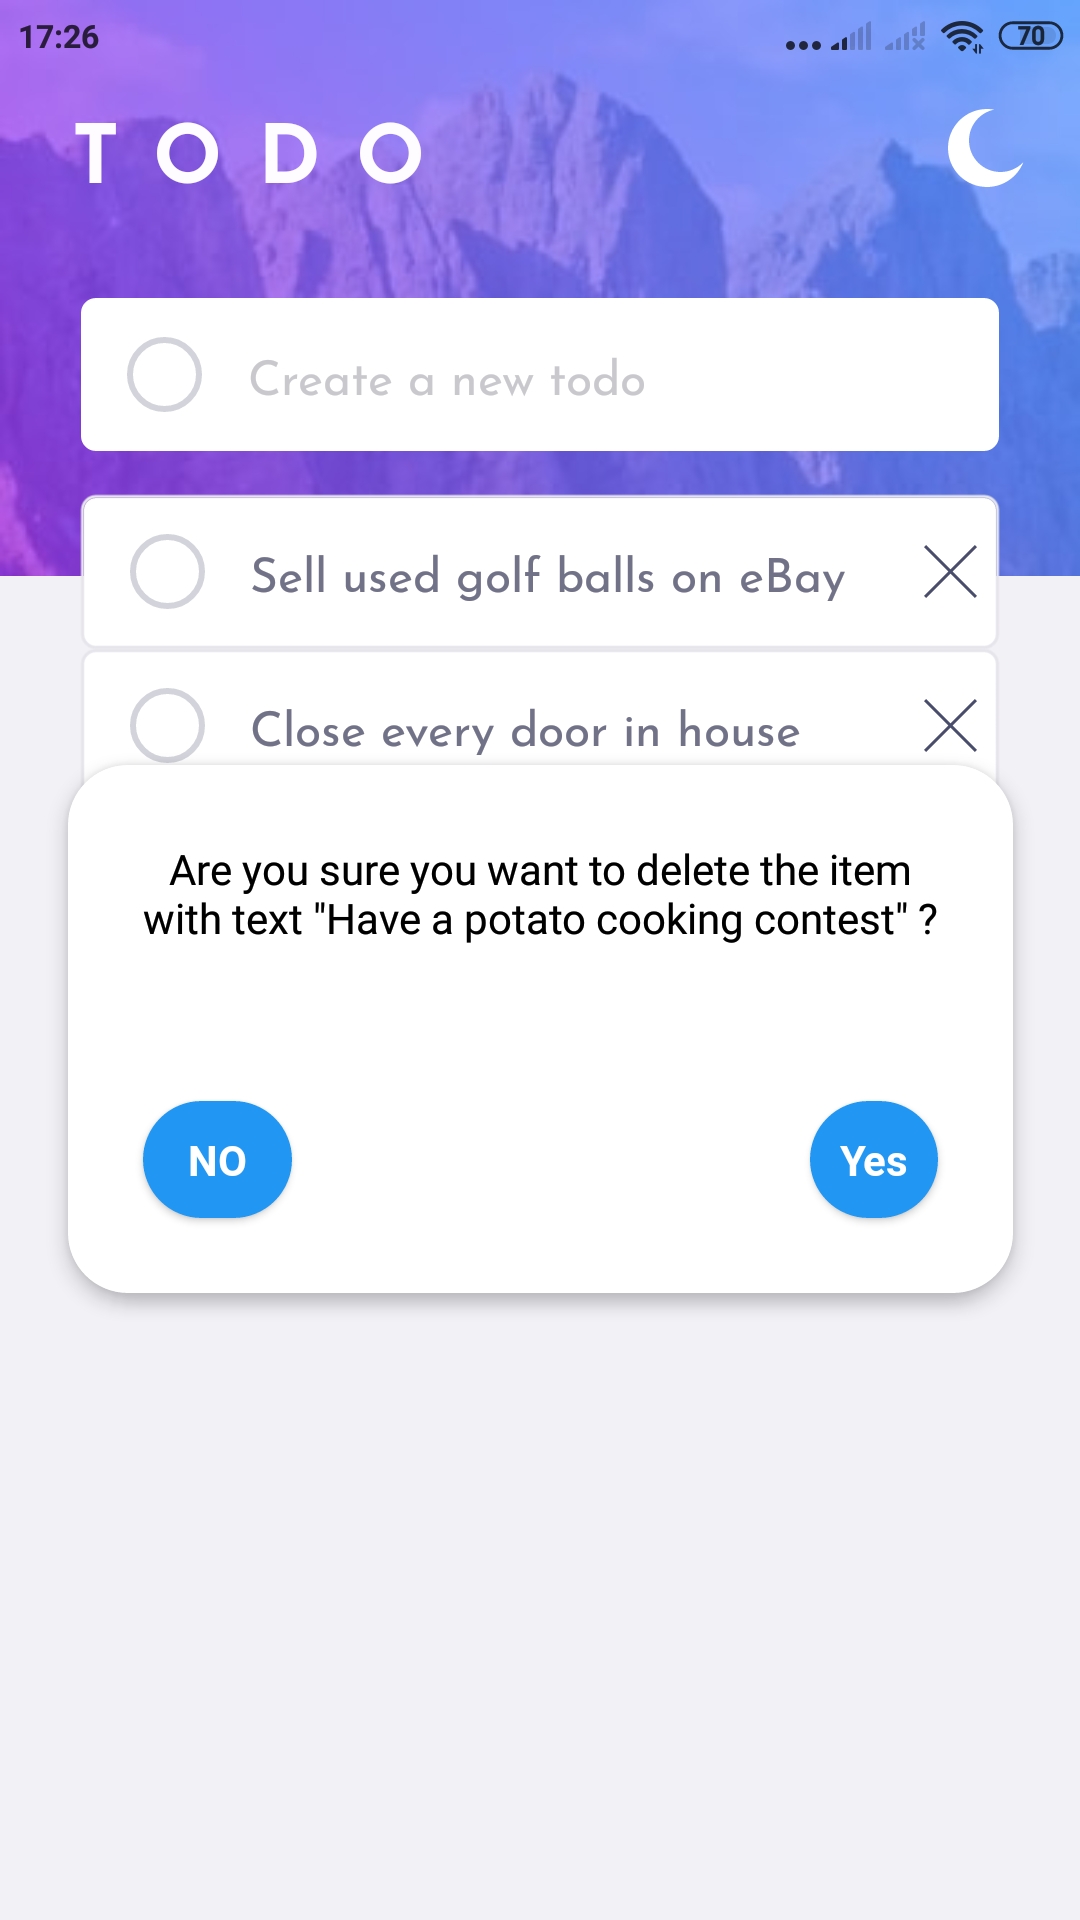 17:26
70
TODO
Create a new todo
Sell used golf balls on eBay
Close every door in house
Are you sure you want to delete the item
with text "Have a potato cooking contest" ?
NO
Yes